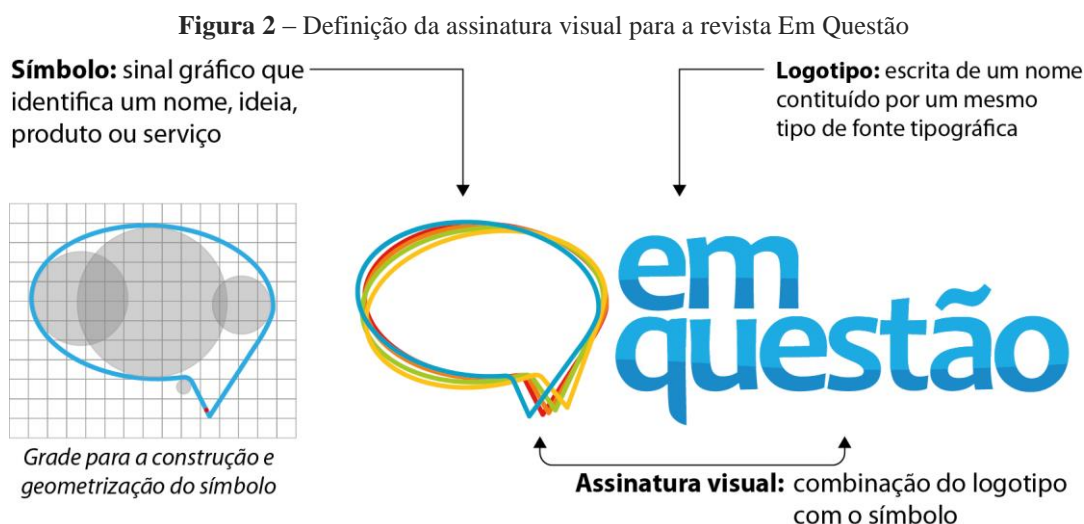 Figura 2 – Definição da assinatura visual para a revista Em Questão
Símbolo: sinal gráfico que
identifica um nome, ideia,
produto ou serviço
Logotipo: escrita de um nome
contituído por um mesmo
tipo de fonte tipográfica
em
questão
Grade para a construção e
geometrização do símbolo
Assinatura visual: combinação do logotipo
com o símbolo